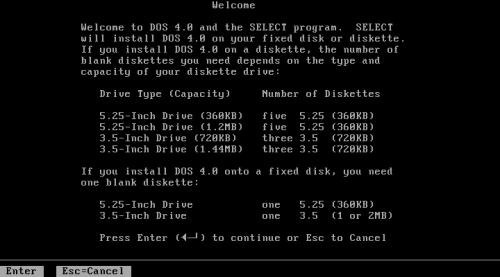 Welcome
Welcome to DOS 4.0 and the SELECT program. SELECT
will install DOS 4.0 on your fixed disk or diskette.
If you install DOS 4.0 on a diskette, the number of
blank diskettes you need depends on the type and
capacity of your diskette drive:
Drive Type (Capacity) Number of Diskettes
5.25-Inch Drive (360KB) five 5.25 (360KB)
5.25-Inch Drive (1.2MB) five 5.25 (360KB)
3.5-Inch Drive (720KB) three 3.5 (720KB)
3.5-Inch Drive (1.44MB) three 3.5 (720KB)
If you install DOS 4.0 onto a fixed disk, you need
one blank diskette:
5.25-Inch Drive one 5.25 (360KB)
3.5-Inch Drive one 3.5 (1 or 2MB)
Press Enter (◄─┘) to continue or Esc to Cancel
Enter Esc=Cancel